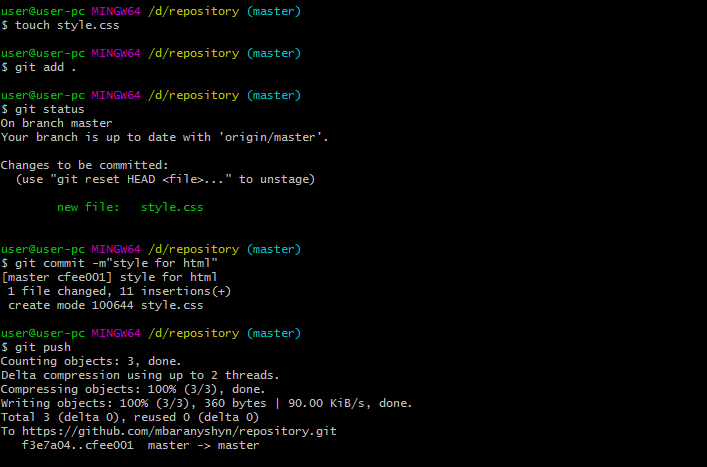 user@user-pc MINGW64 /d/repository (master)
$ touch style.css

user@user-pc MINGW64 /d/repository (master)
$ git add .

user@user-pc MINGW64 /d/repository (master)
$ git status
On branch master
Your branch is up to date with 'origin/master'.

Changes to be committed:
  (use "git reset HEAD <file>..." to unstage)

        new file:   style.css

user@user-pc MINGW64 /d/repository (master)
$ git commit -m"style for html"
[master cfee001] style for html
 1 file changed, 11 insertions(+)
 create mode 100644 style.css

user@user-pc MINGW64 /d/repository (master)
$ git push
Counting objects: 3, done.
Delta compression using up to 2 threads.
Compressing objects: 100% (3/3), done.
Writing objects: 100% (3/3), 360 bytes | 90.00 KiB/s, done.
Total 3 (delta 0), reused 0 (delta 0)
To https://github.com/mbaranyshyn/repository.git
   f3e7a04..cfee001  master -> master